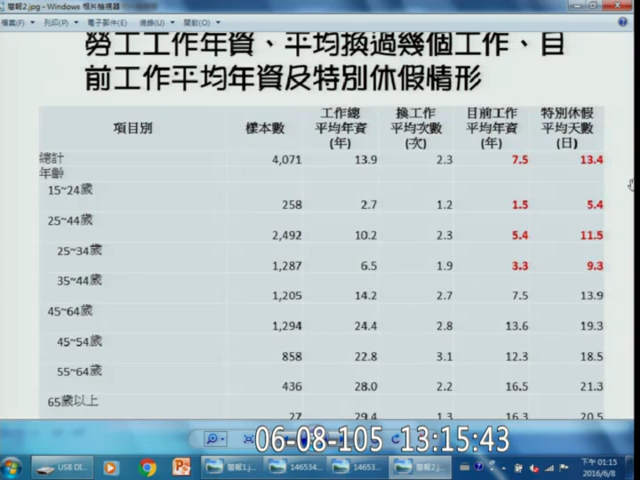 簡報2.jpg - Windows 相片檢視器
檔案(F) 列印(P) 電子郵件(E) 燒錄(U) 開啟(O)
勞工工作年資、平均換過幾個工作、目
前工作平均年資及特別休假情形
項目別 樣本數 工作總平均年資(年) 換工作平均次數(次) 目前工作平均年資(年) 特別休假平均天數(日)
總計 4,071 13.9 2.3 7.5 13.4
年齡
15~24歲 258 2.7 1.2 1.5 5.4
25~44歲 2,492 10.2 2.3 5.4 11.5
25~34歲 1,287 6.5 1.9 3.3 9.3
35~44歲 1,205 14.2 2.7 7.5 13.9
45~64歲 1,294 24.4 2.8 13.6 19.3
45~54歲 858 22.8 3.1 12.3 18.5
55~64歲 436 28.0 2.2 16.5 21.3
65歲以上 27 29.4 1.3 16.3 20.5
06-08-105 13:15:43
USB DI... 簡報1.j... 146534... 14653... 簡報2.j...
下午 01:15
2016/6/8